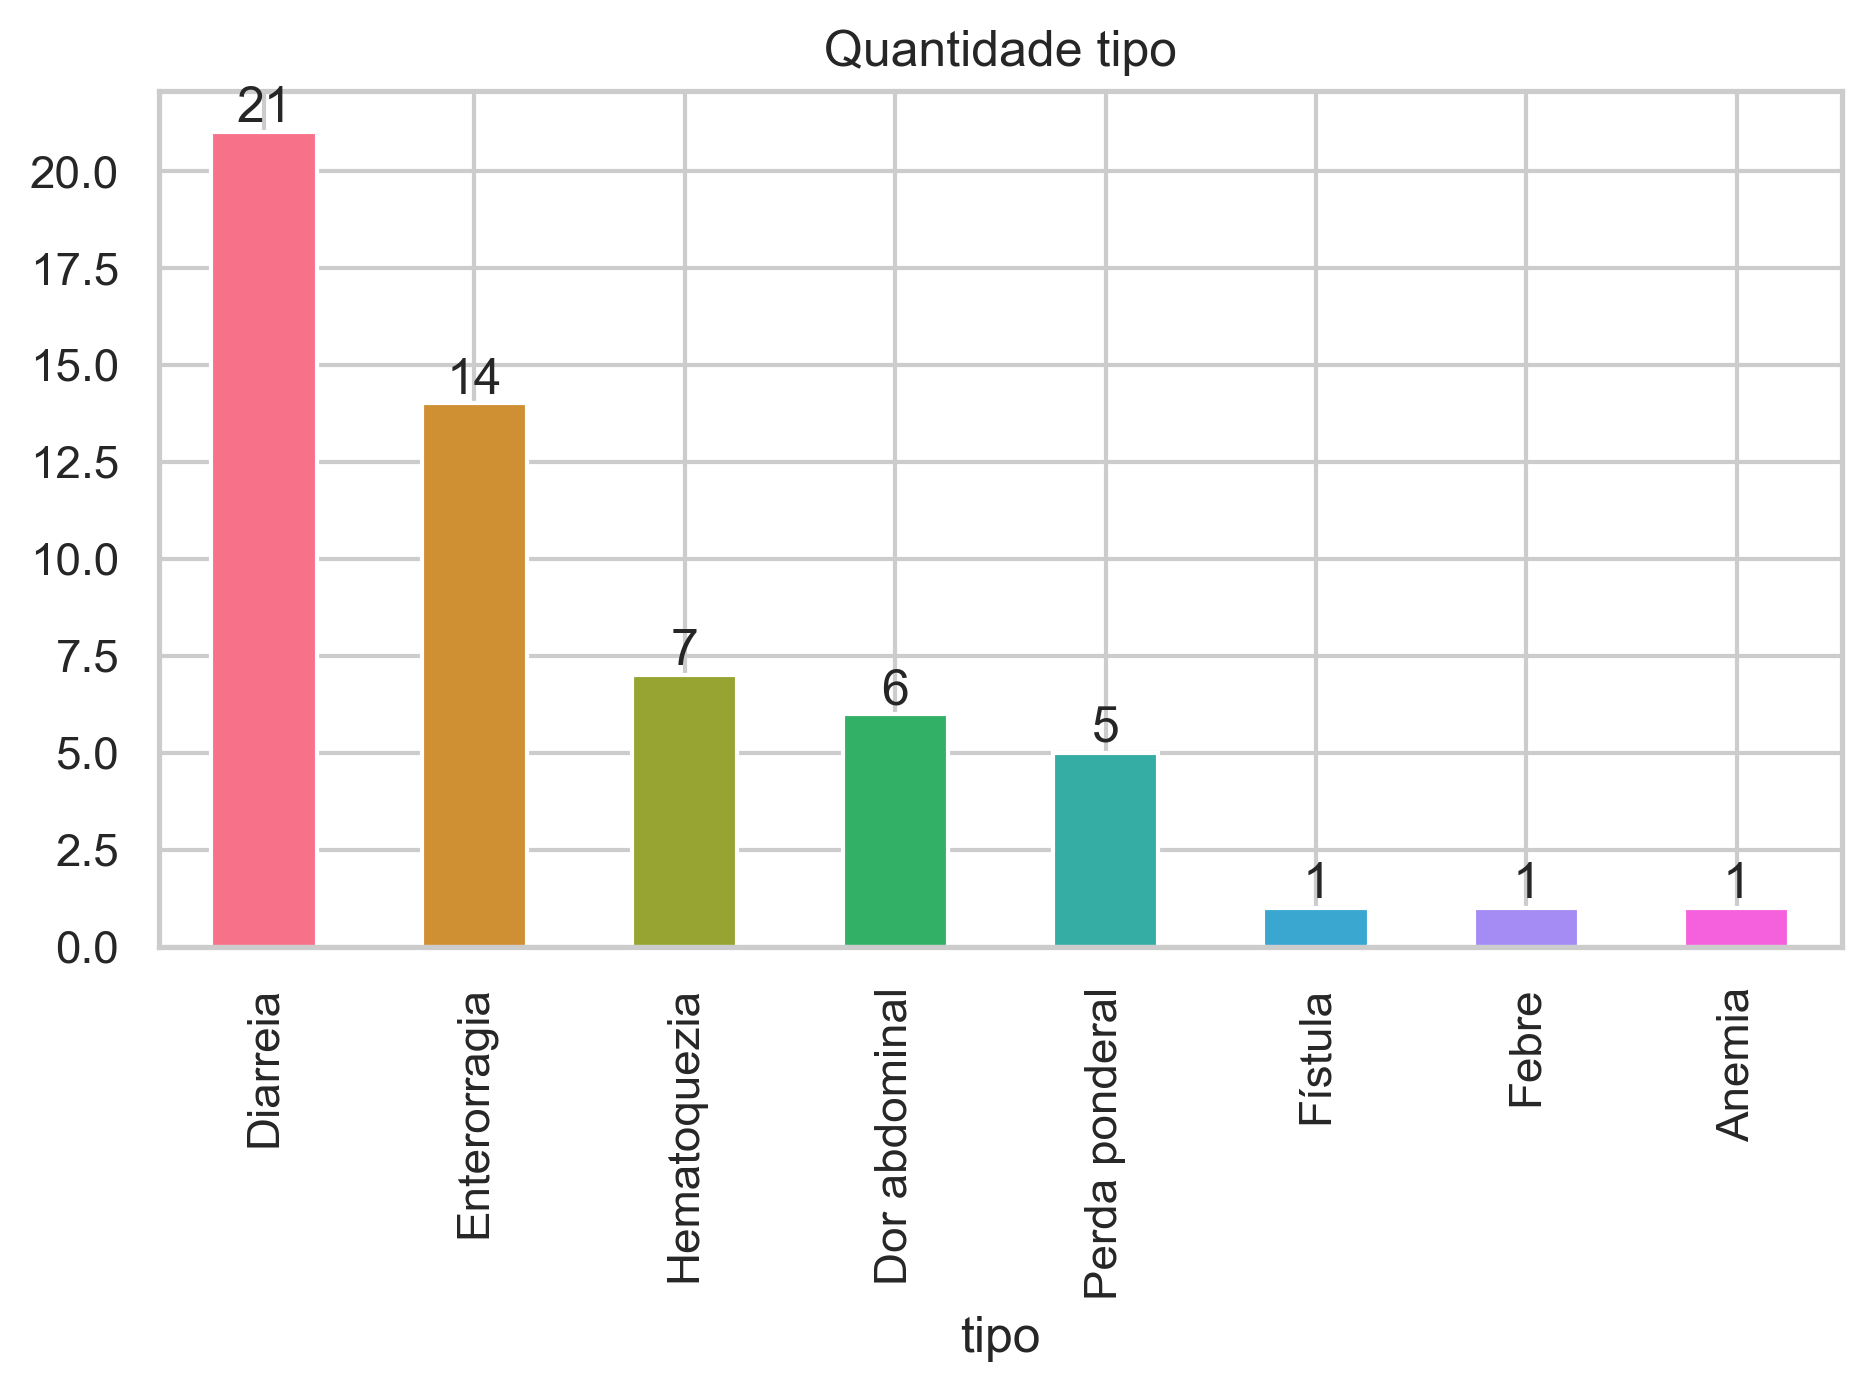 Quantidade tipo
21
20.0
17.5
15.0
14
12.5
10.0
7.5
7
6
5
5.0
2.5
1
1
1
0.0
Diarreia
Enterorragia
Hematoquezia
Dor abdominal
Perda ponderal
Fístula
Febre
Anemia
tipo